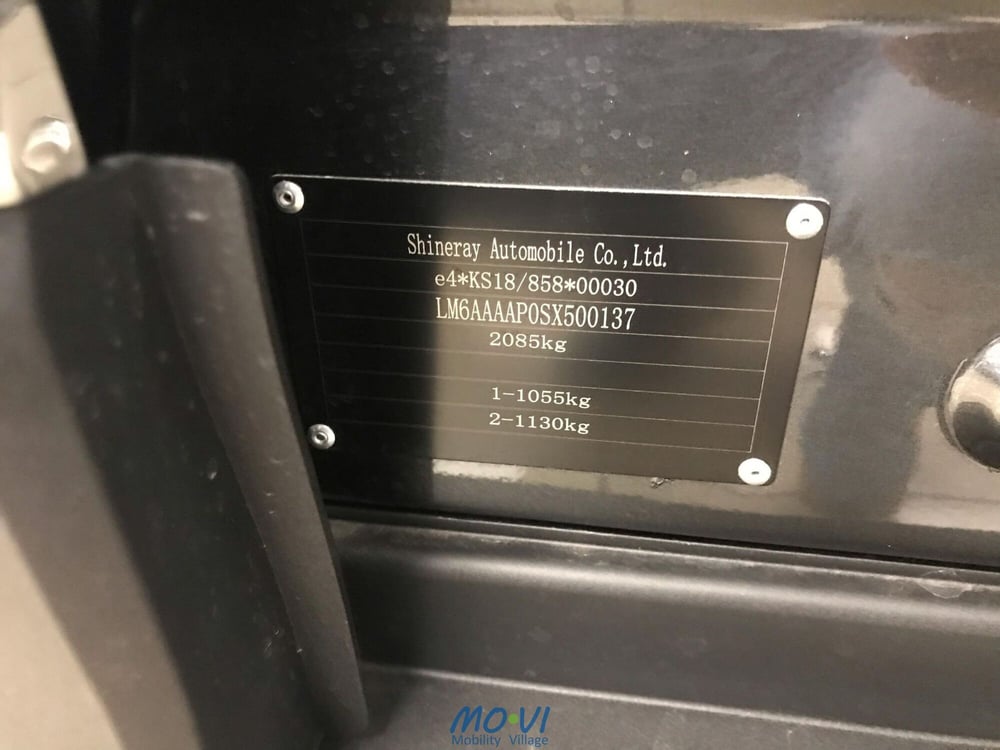 Shineray Automobile Co.,Ltd.
e4*KS18/858*00030
LM6AAAAP0SX500137
2085kg
1-1055kg
2-1130kg
MO·VI
Mobility Village